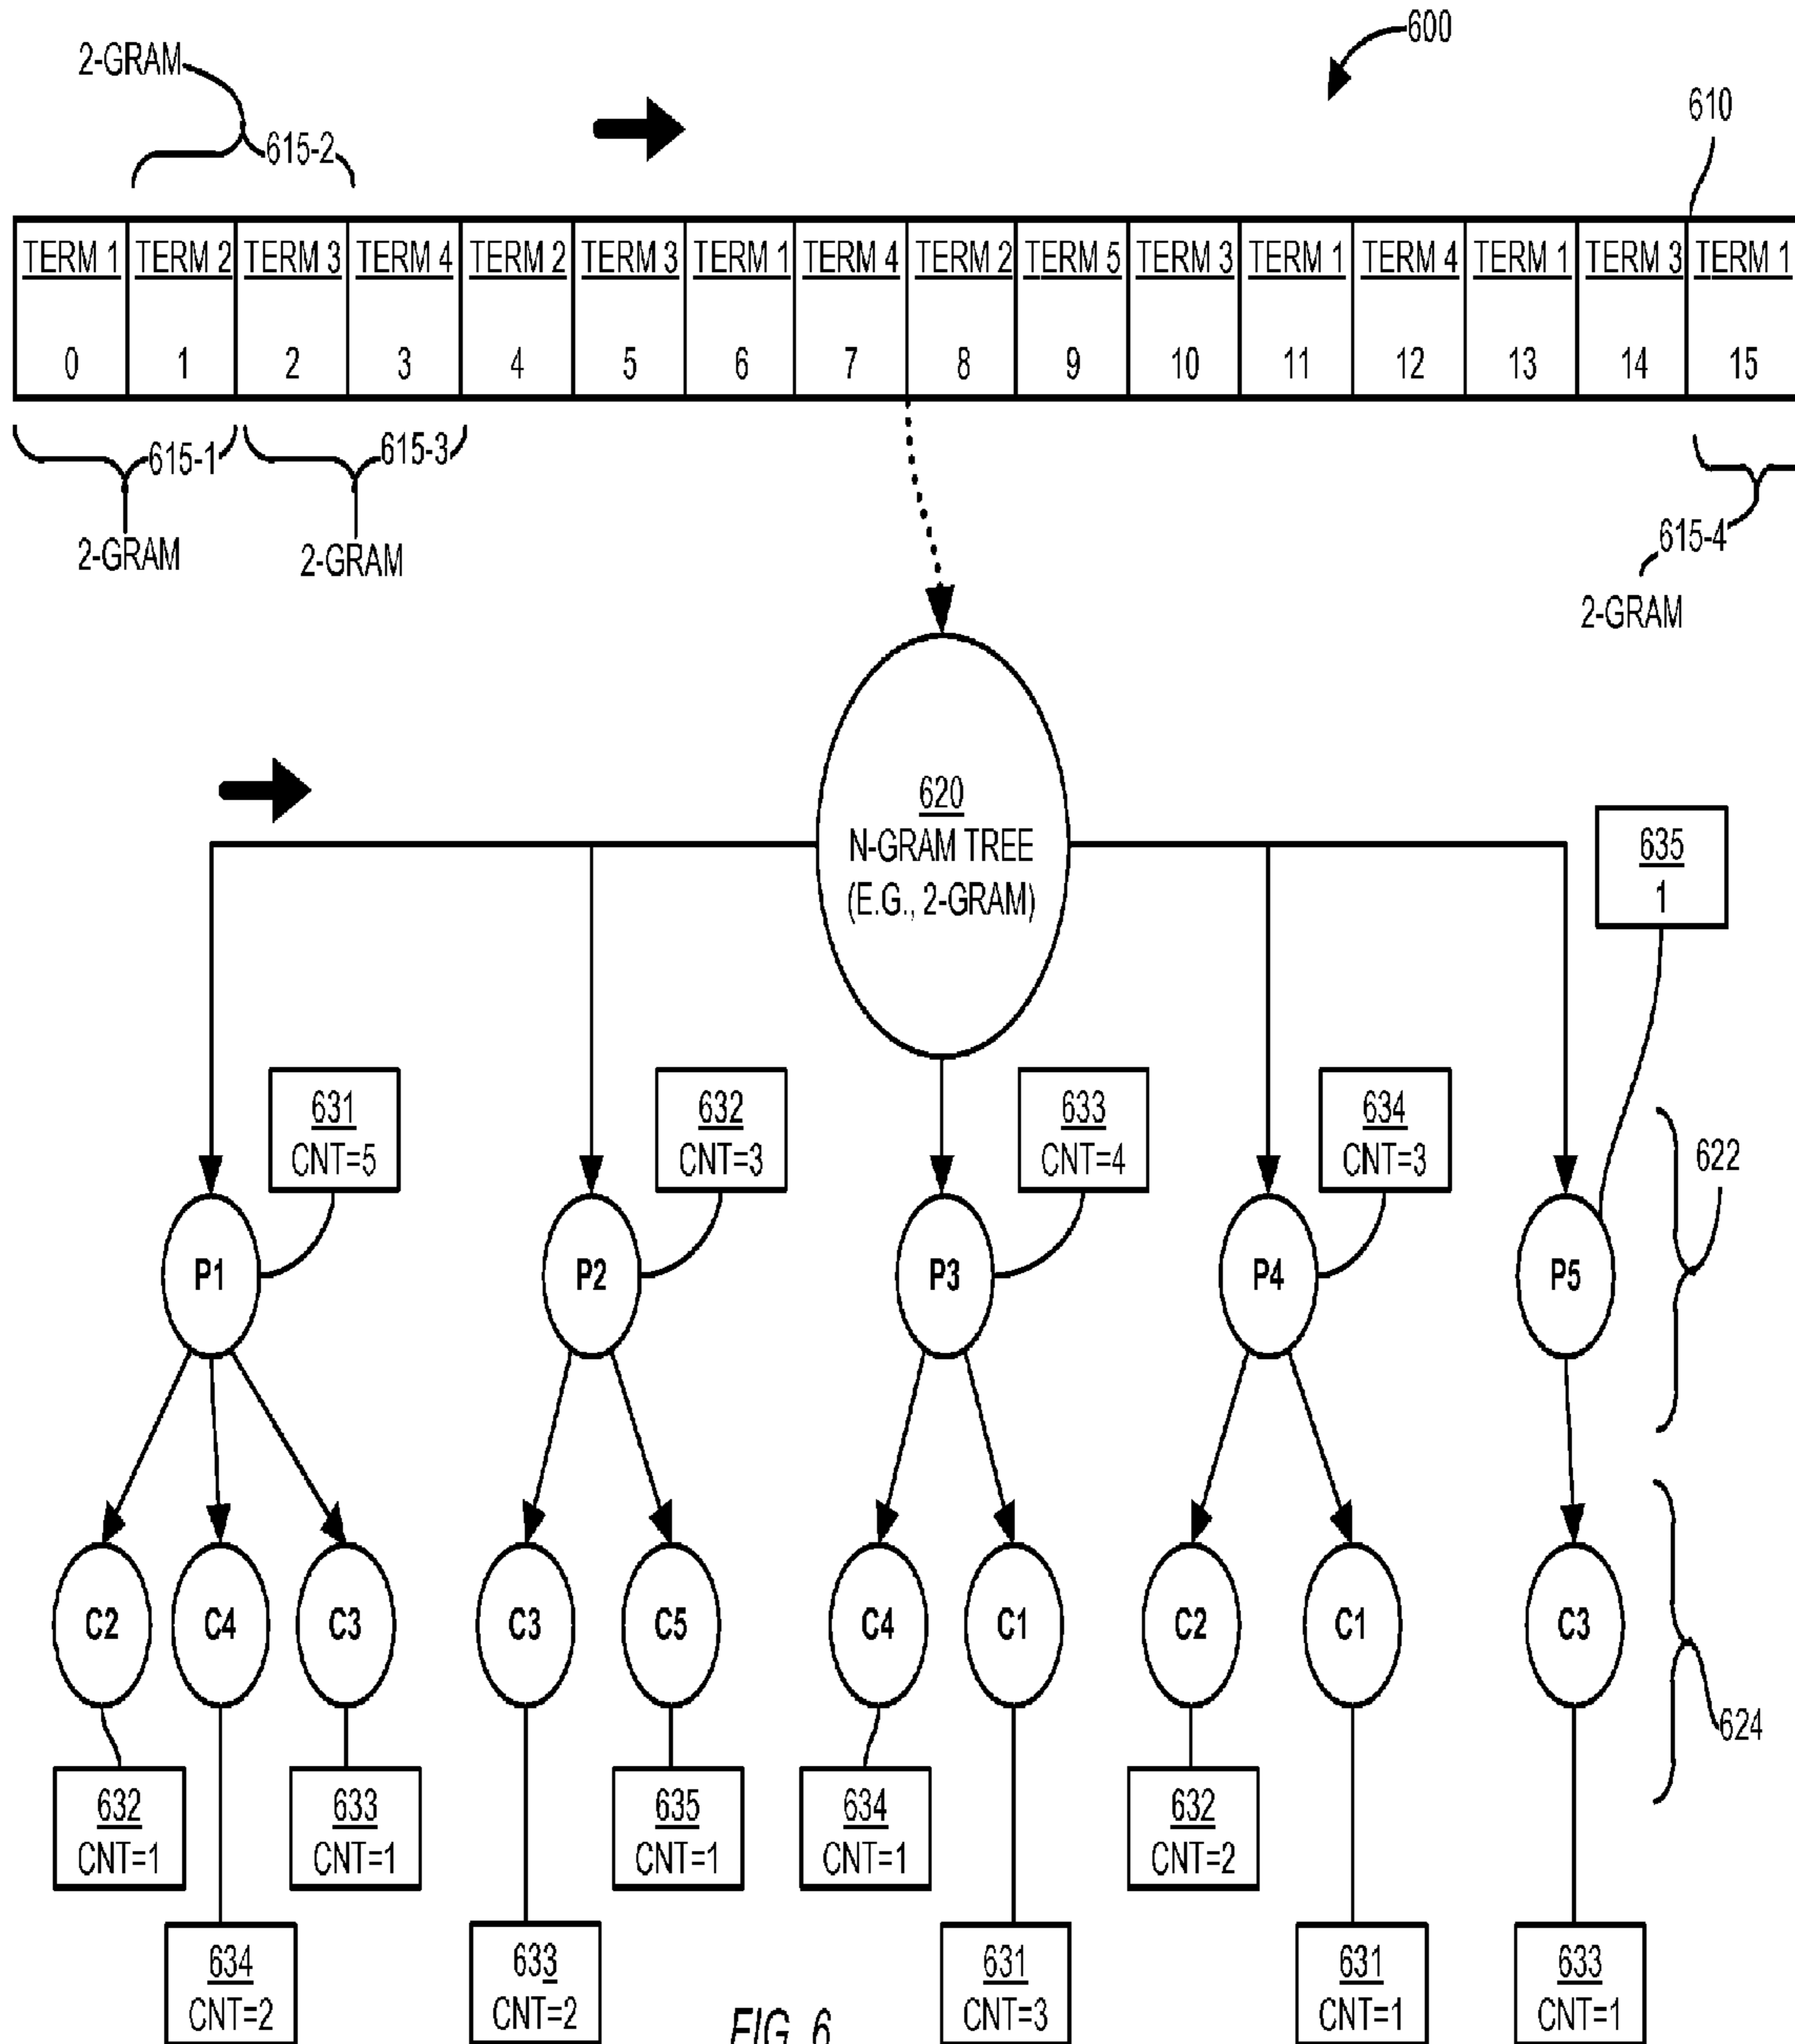 600
2-GRAM
610
615-2
TERM 1 TERM 2 TERM 3 TERM 4 TERM 2 TERM 3 TERM 1 TERM 4 TERM 2 TERM 5 TERM 3 TERM 1 TERM 4 TERM 1 TERM 3 TERM 1
0 1 2 3 4 5 6 7 8 9 10 11 12 13 14 15
615-1 615-3
615-4
2-GRAM 2-GRAM
2-GRAM
620
N-GRAM TREE
(E.G., 2-GRAM)
635
1
631
CNT=5
632
CNT=3
633
CNT=4
634
CNT=3
622
P1 P2 P3 P4 P5
C2 C4 C3 C3 C5 C4 C1 C2 C1 C3
624
632
CNT=1
633
CNT=1
635
CNT=1
634
CNT=1
632
CNT=2
634
CNT=2
633
CNT=2
631
CNT=3
631
CNT=1
633
CNT=1
FIG. 6